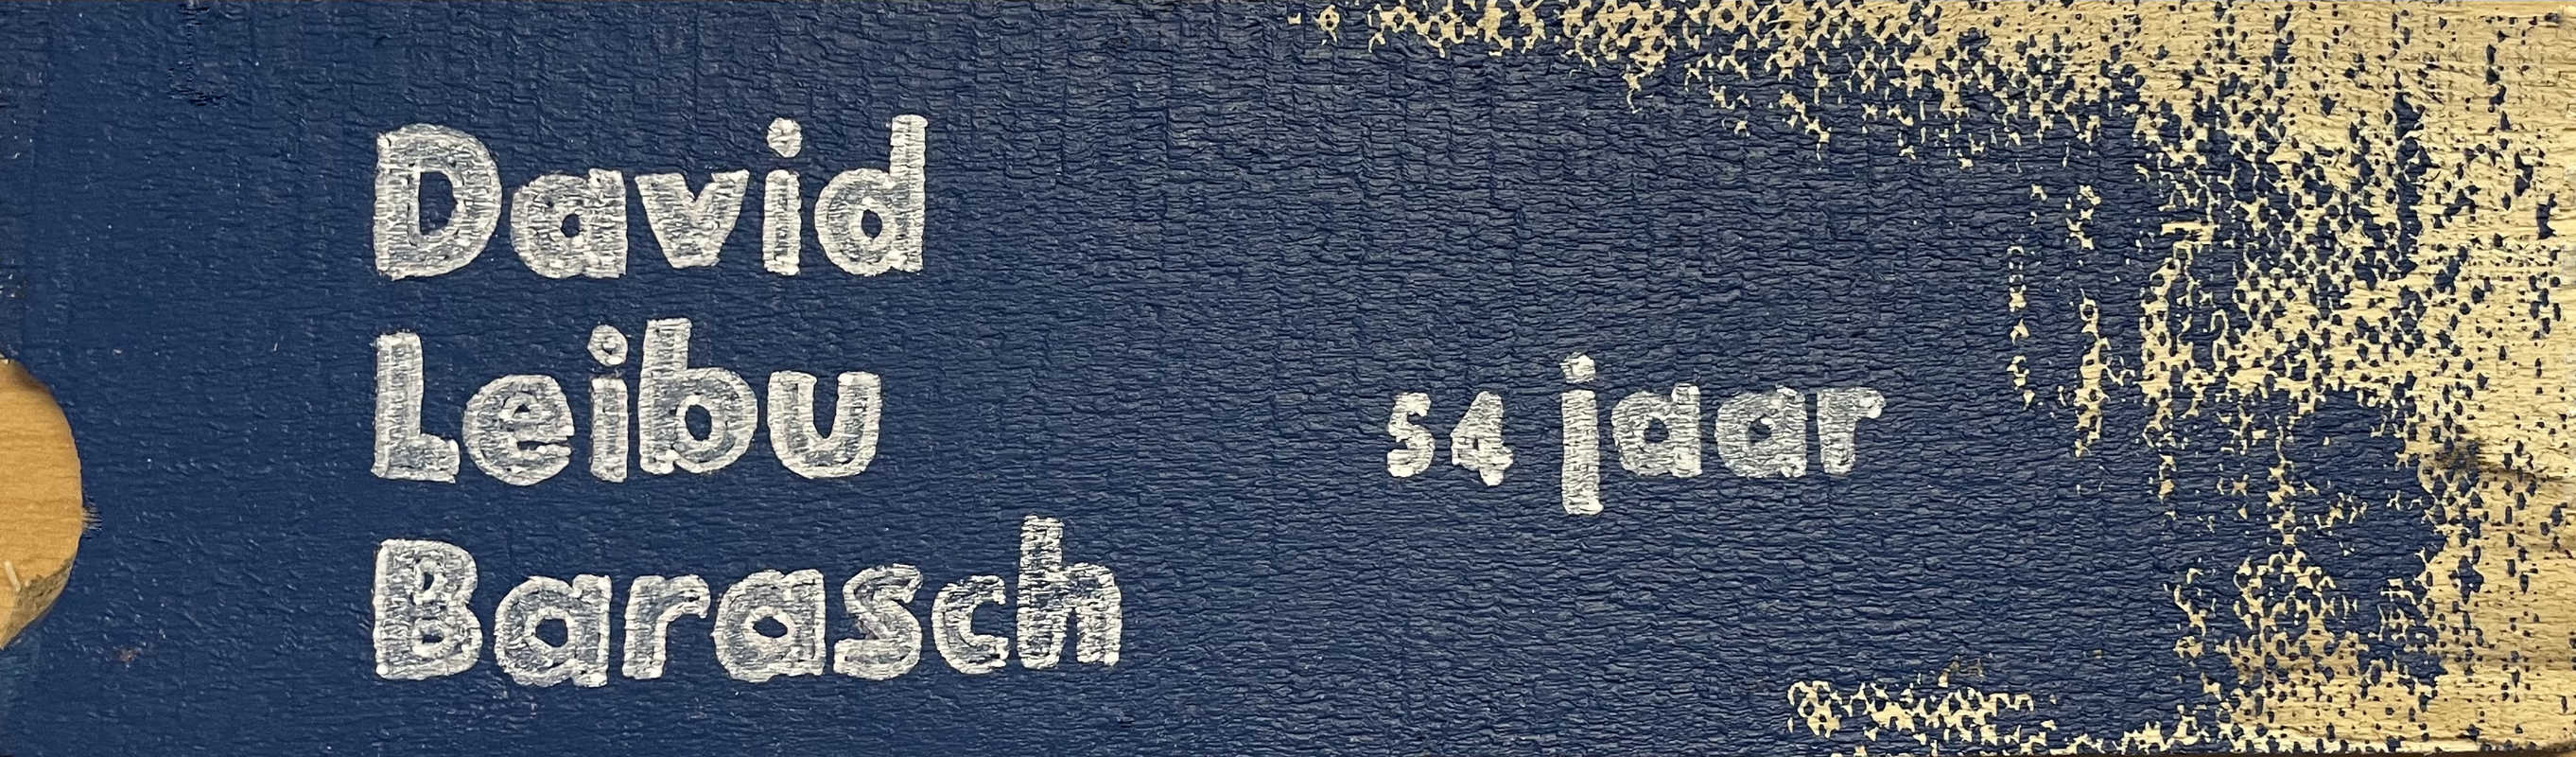 David
Leibu
Barasch
54 jaar